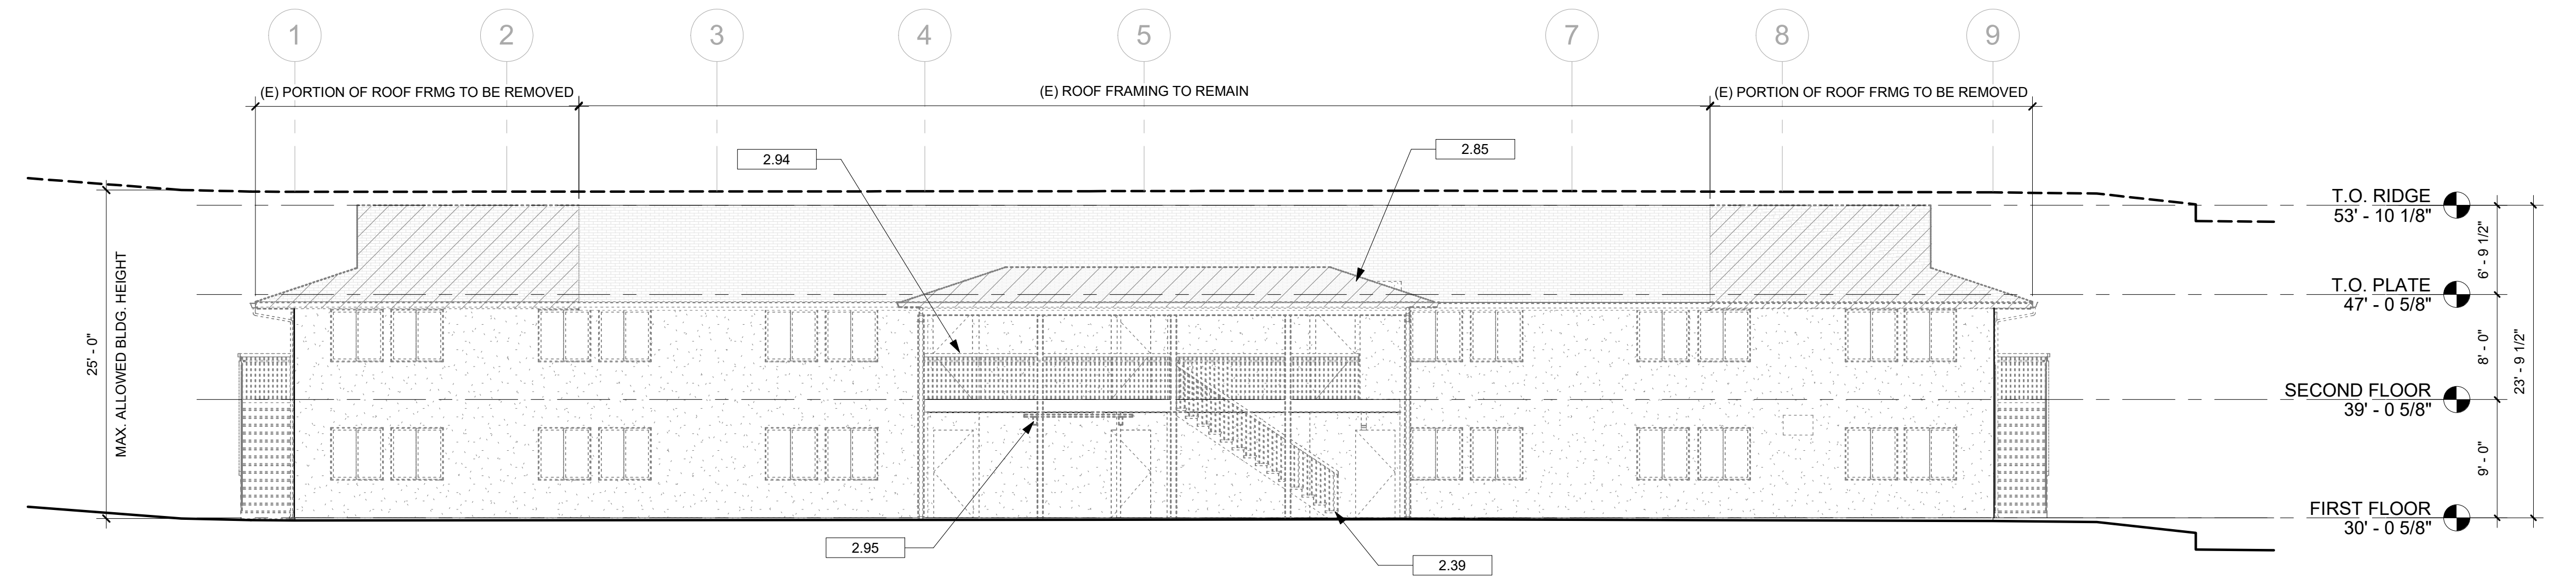 1
2
3
4
5
7
8
9
(E) PORTION OF ROOF FRMG TO BE REMOVED
(E) ROOF FRAMING TO REMAIN
(E) PORTION OF ROOF FRMG TO BE REMOVED
2.94
2.85
25' - 0"
MAX. ALLOWED BLDG. HEIGHT
T.O. RIDGE
53' - 10 1/8"
6' - 9 1/2"
T.O. PLATE
47' - 0 5/8"
8' - 0"
23' - 9 1/2"
SECOND FLOOR
39' - 0 5/8"
9' - 0"
FIRST FLOOR
30' - 0 5/8"
2.95
2.39